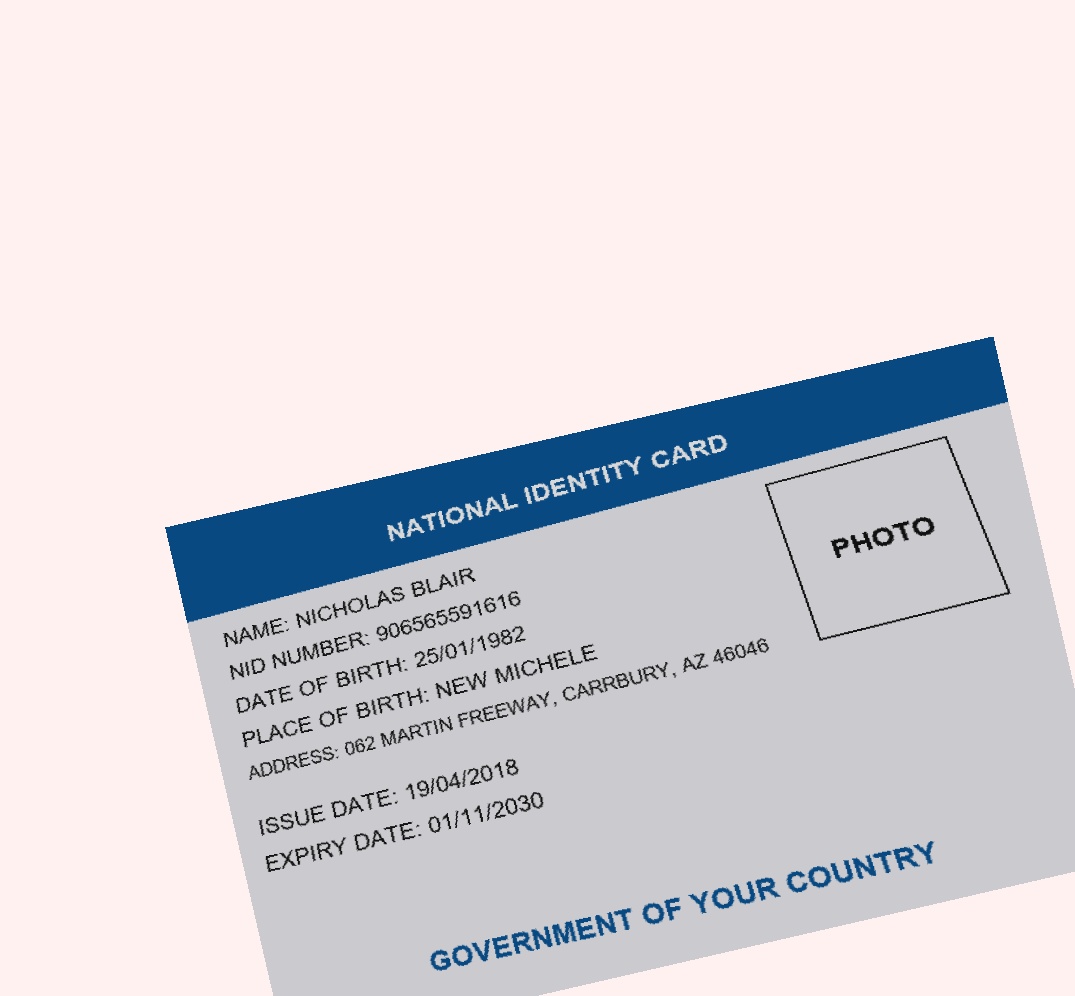 NATIONAL IDENTITY CARD
PHOTO
NAME: NICHOLAS BLAIR
NID NUMBER: 906565591616
DATE OF BIRTH: 25/01/1982
PLACE OF BIRTH: NEW MICHELE
ADDRESS: 062 MARTIN FREEWAY, CARRBURY, AZ 46046
ISSUE DATE: 19/04/2018
EXPIRY DATE: 01/11/2030
GOVERNMENT OF YOUR COUNTRY